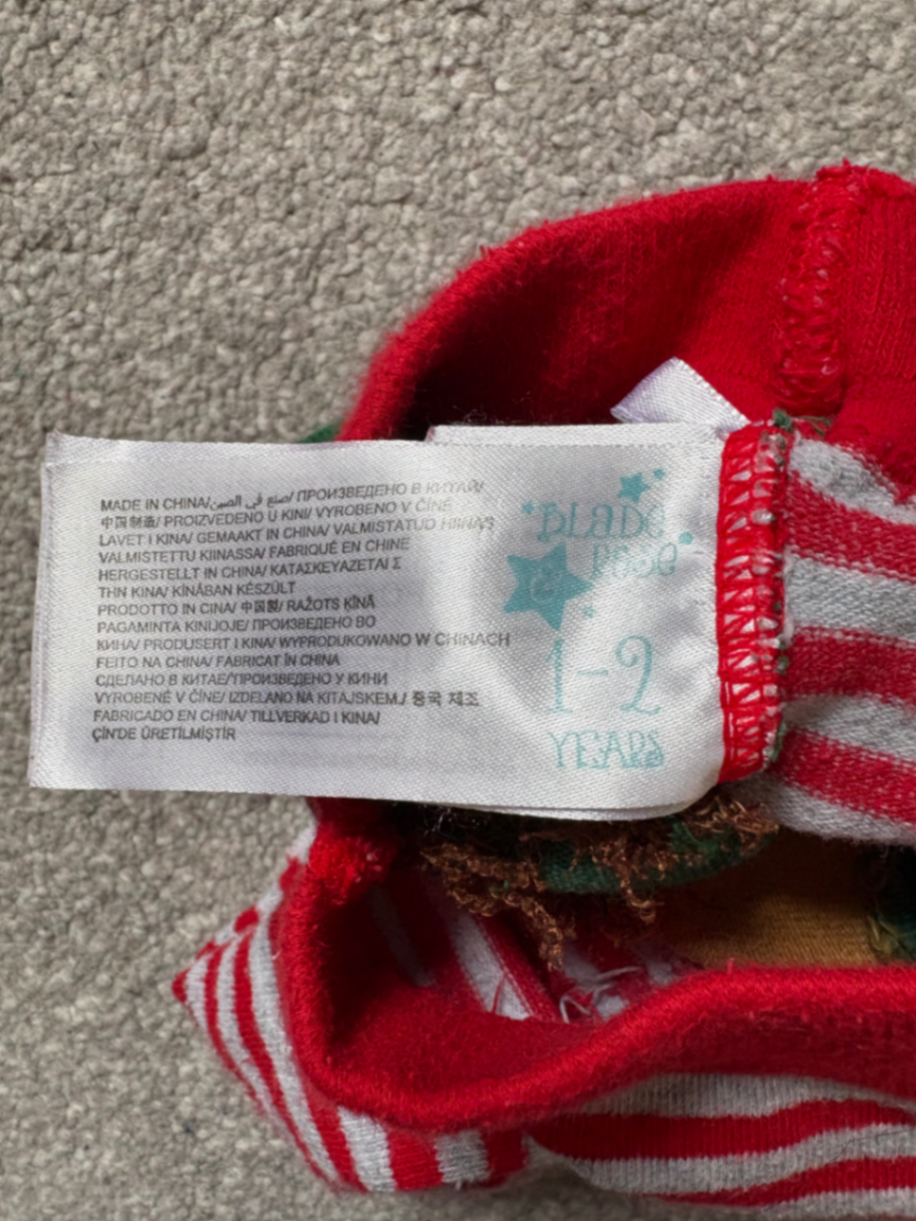 MADE IN CHINA/صنع في الصين/ ПРОИЗВЕДЕНО В КИТАЙ/
中国制造/ PROIZVEDENO U KINI/ VYROBENO V ČÍNE
LAVET I KINA/ GEMAAKT IN CHINA/ VALMISTATUD HIINAS
VALMISTETTU KIINASSA/ FABRIQUÉ EN CHINE
HERGESTELLT IN CHINA/ ΚΑΤΑΣΚΕΥΑΖΕΤΑΙ Σ
ΤΗΝ ΚΙΝΑ/ KÍNÁBAN KÉSZÜLT
PRODOTTO IN CINA/ 中国製/ RAŽOTS ĶĪNĀ
PAGAMINTA KINIJOJE/ ПРОИЗВЕДЕНО ВО
КИНА/ PRODUSERT I KINA/ WYPRODUKOWANO W CHINACH
FEITO NA CHINA/ FABRICAT ÎN CHINA
СДЕЛАНО В КИТАЕ/ПРОИЗВЕДЕНО У КИНИ
VYROBENÉ V ČÍNE/ IZDELANO NA KITAJSKEM/ 중국 제조
FABRICADO EN CHINA/ TILLVERKAD I KINA/
ÇİN'DE ÜRETİLMİŞTİR
BLADE
& ROSE
1-2
YEARS